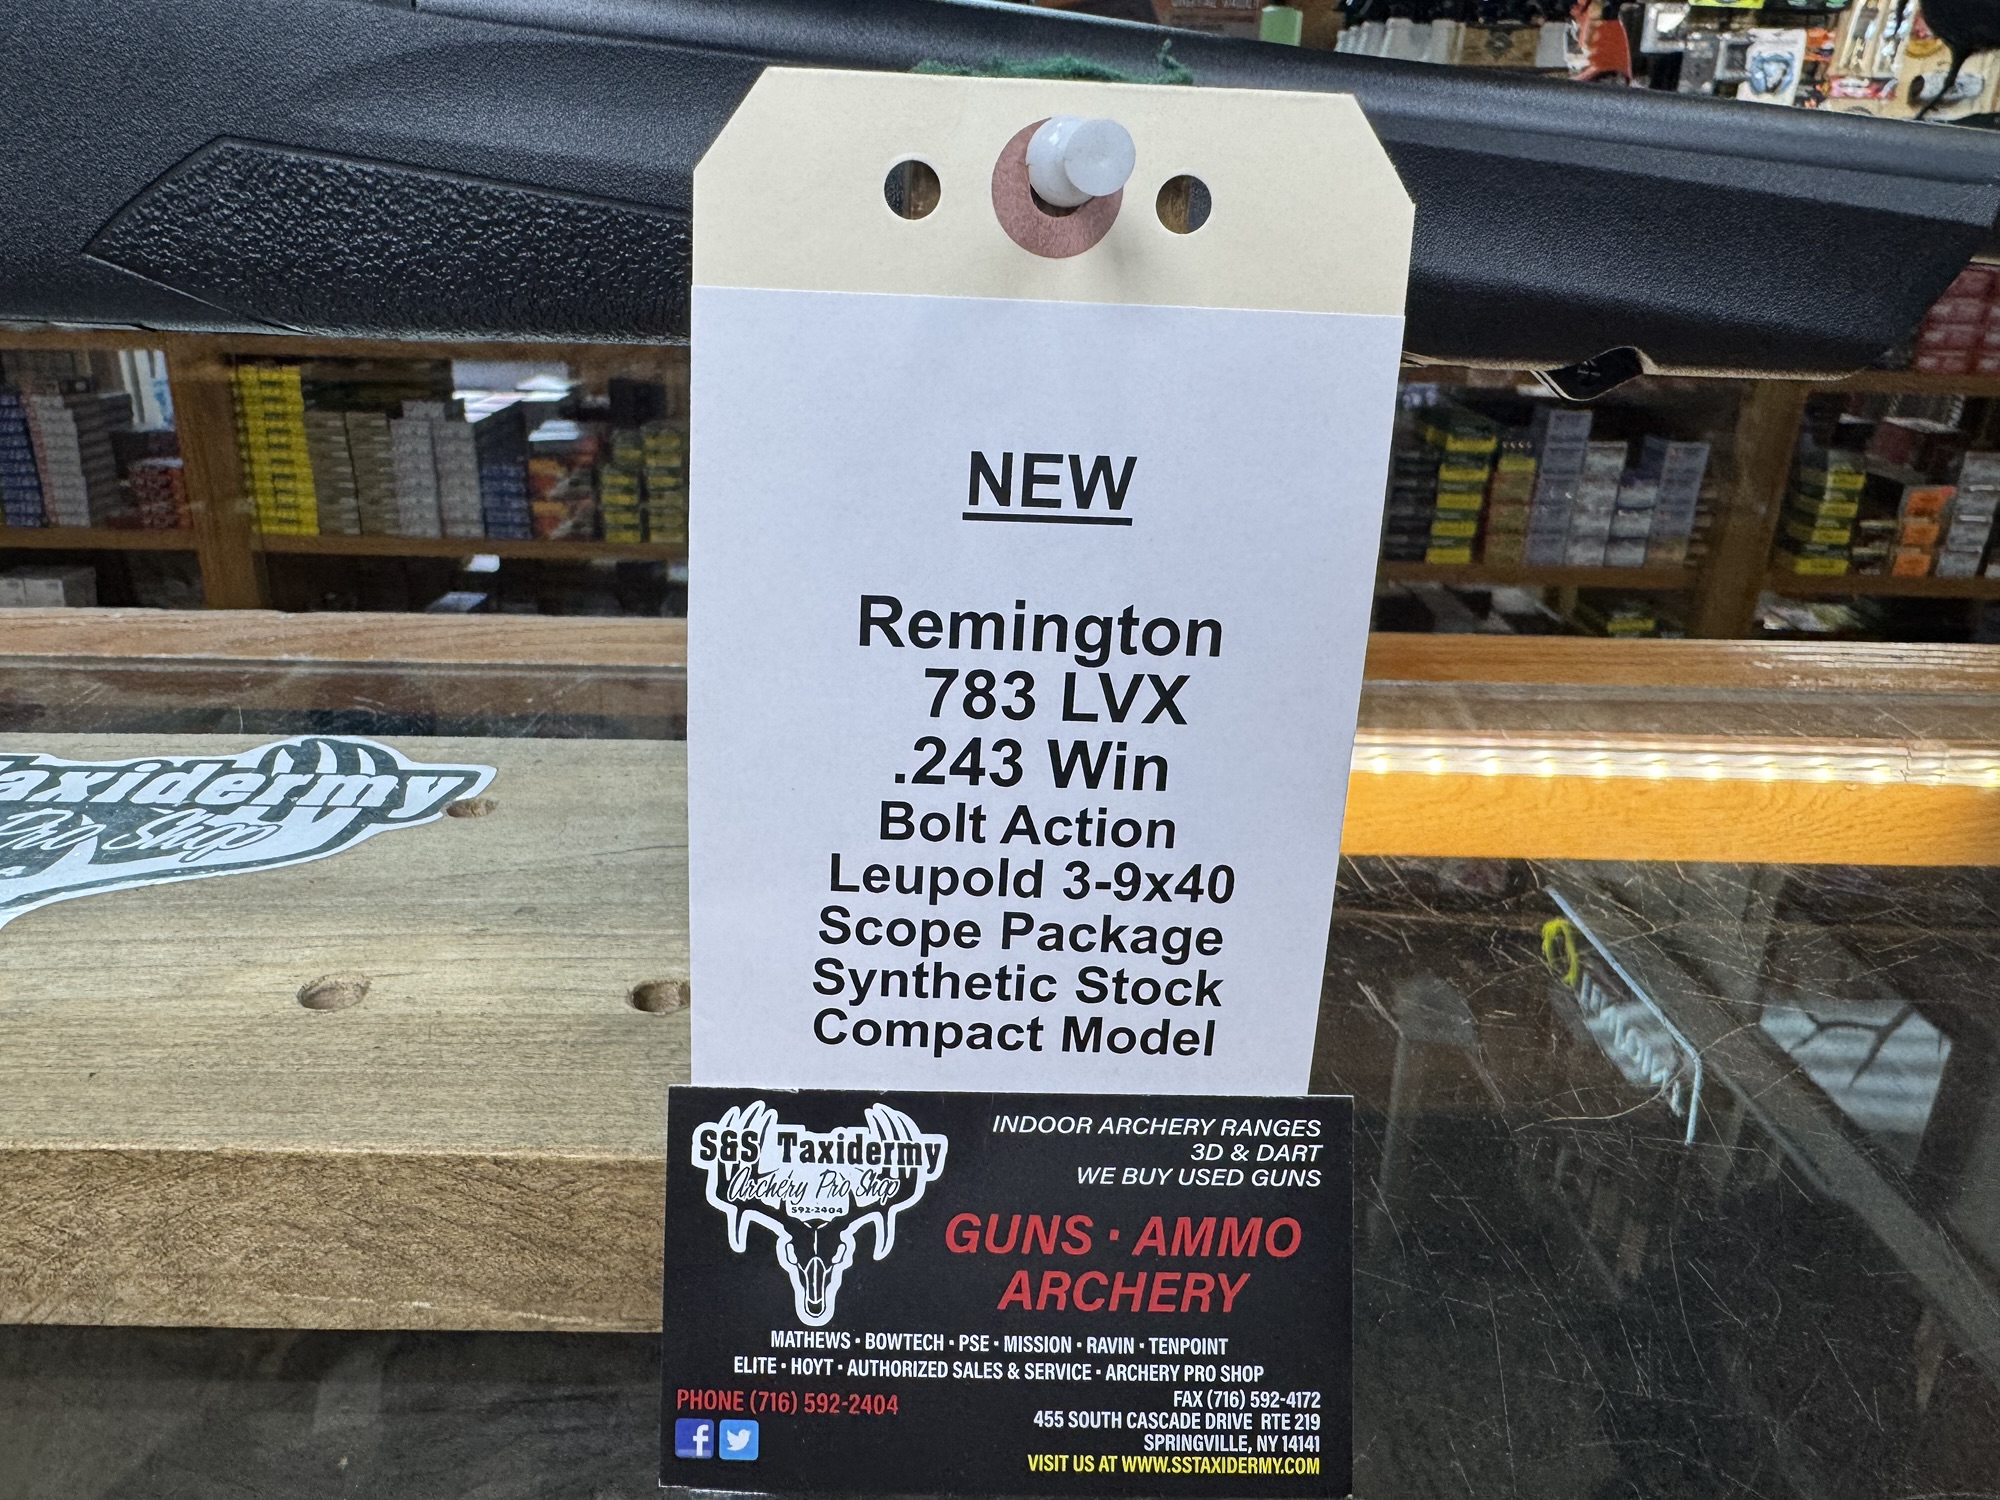 NEW
Remington
783 LVX
.243 Win
Bolt Action
Leupold 3-9x40
Scope Package
Synthetic Stock
Compact Model
axidermy
Pro Shop
4
S&S Taxidermy
Archery Pro Shop
592-2404
INDOOR ARCHERY RANGES
3D & DART
WE BUY USED GUNS
GUNS · AMMO
ARCHERY
MATHEWS · BOWTECH · PSE · MISSION · RAVIN · TENPOINT
ELITE · HOYT · AUTHORIZED SALES & SERVICE · ARCHERY PRO SHOP
PHONE (716) 592-2404
FAX (716) 592-4172
455 SOUTH CASCADE DRIVE RTE 219
SPRINGVILLE, NY 14141
VISIT US AT WWW.SSTAXIDERMY.COM